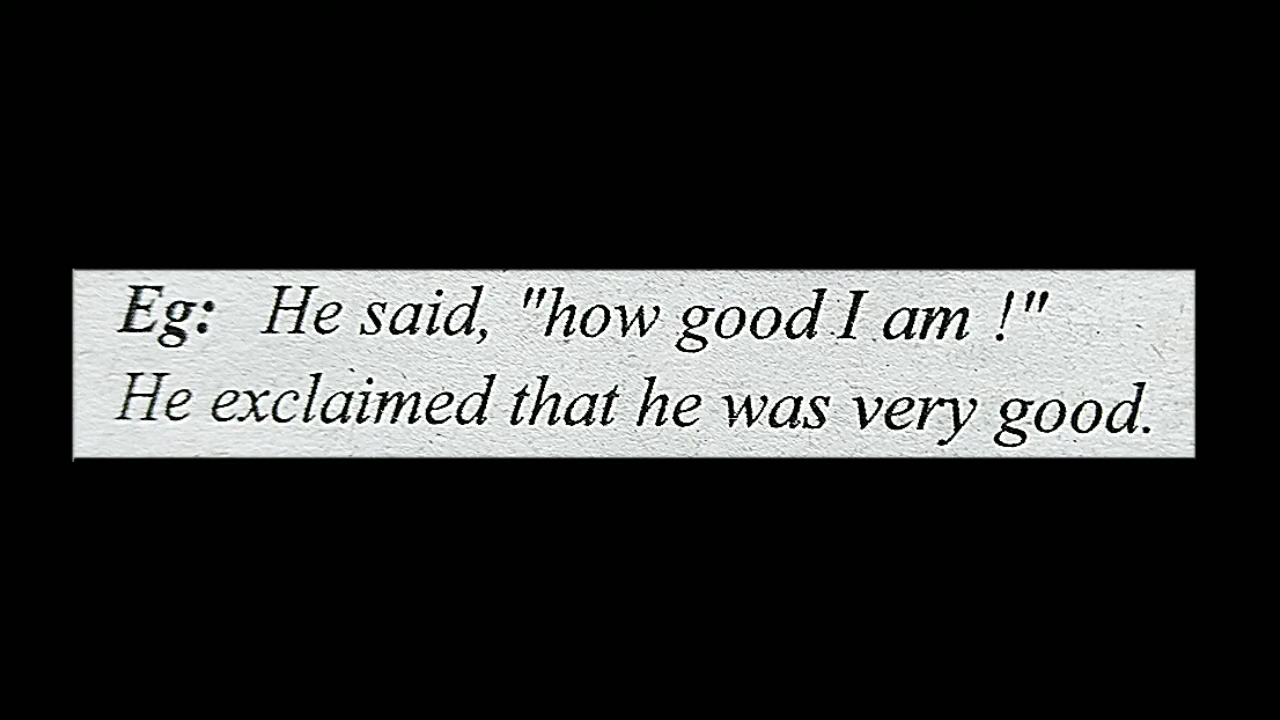 Eg: He said, "how good I am !"
He exclaimed that he was very good.